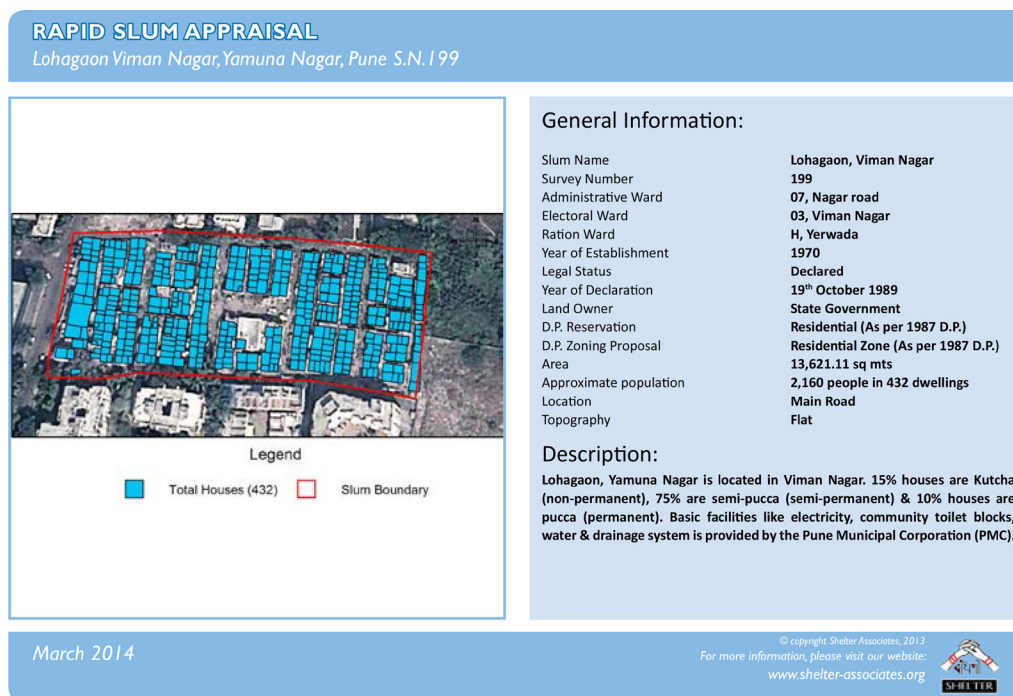 RAPID SLUM APPRAISAL
Lohagaon Viman Nagar, Yamuna Nagar, Pune S.N.199
General Information:
Slum Name Lohagaon, Viman Nagar
Survey Number 199
Administrative Ward 07, Nagar road
Electoral Ward 03, Viman Nagar
Ration Ward H, Yerwada
Year of Establishment 1970
Legal Status Declared
Year of Declaration 19th October 1989
Land Owner State Government
D.P. Reservation Residential (As per 1987 D.P.)
D.P. Zoning Proposal Residential Zone (As per 1987 D.P.)
Area 13,621.11 sq mts
Approximate population 2,160 people in 432 dwellings
Location Main Road
Topography Flat
Description:
Lohagaon, Yamuna Nagar is located in Viman Nagar. 15% houses are Kutcha
(non-permanent), 75% are semi-pucca (semi-permanent) & 10% houses are
pucca (permanent). Basic facilities like electricity, community toilet blocks,
water & drainage system is provided by the Pune Municipal Corporation (PMC).
Legend
Total Houses (432) Slum Boundary
March 2014
© copyright Shelter Associates, 2013
For more information, please visit our website:
www.shelter-associates.org
SHELTER